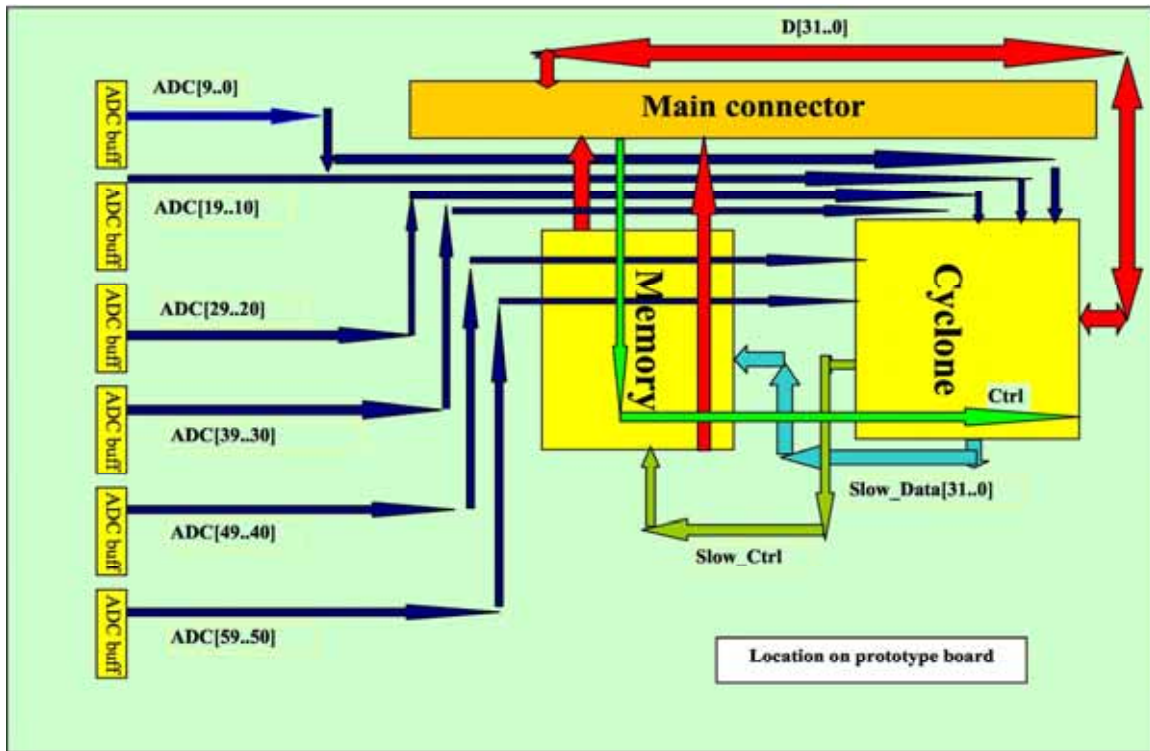 D[31..0]
Main connector
ADC buff
ADC[9..0]
ADC buff
ADC[19..10]
ADC buff
ADC[29..20]
ADC buff
ADC[39..30]
ADC buff
ADC[49..40]
ADC buff
ADC[59..50]
Memory
Cyclone
Ctrl
Slow_Data[31..0]
Slow_Ctrl
Location on prototype board